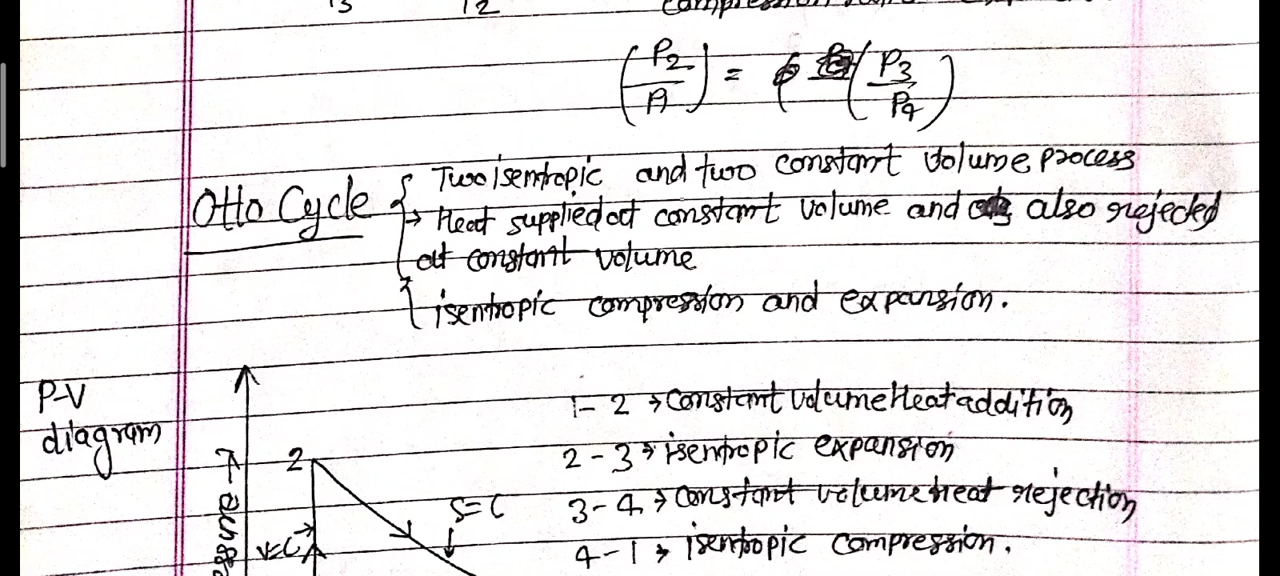 (P2/P1) = (P3/P4)
Otto Cycle { Two isentropic and two constant volume process
→ Heat supplied at constant volume and also rejected
at constant volume
isentropic compression and expansion.
P-V
diagram
1-2 → Constant volume Heat addition
2-3 → isentropic expansion
2
S=C
3-4 → constant volume heat rejection
V=C
4-1 → isentropic compression.